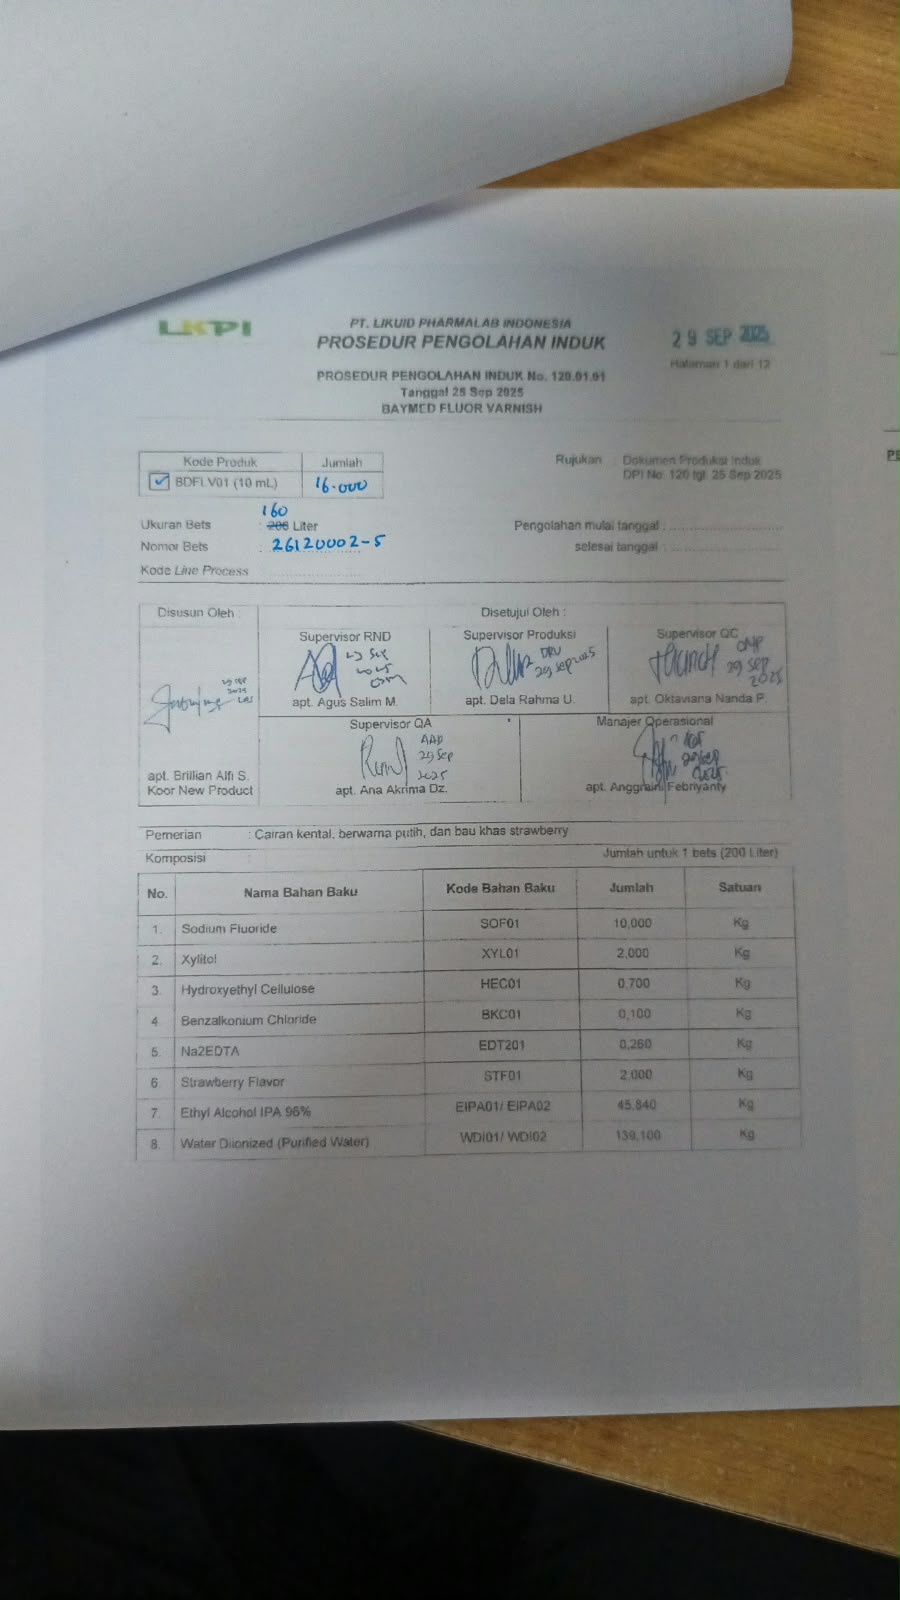 LKPI
PT. LIKUID PHARMALAB INDONESIA
PROSEDUR PENGOLAHAN INDUK
29 SEP 2025
Halaman 1 dari 12
PROSEDUR PENGOLAHAN INDUK No. 120.01.01
Tanggal 25 Sep 2025
BAYMED FLUOR VARNISH
Kode Produk Jumlah
BDFLV01 (10 mL) 16.000
Rujukan : Dokumen Produksi Induk
DPI No. 120 tgl. 25 Sep 2025
160
Ukuran Bets : 200 Liter
Pengolahan mulai tanggal :
Nomor Bets : 26120002-5
selesai tanggal :
Kode Line Process
Disusun Oleh : Disetujui Oleh :
Supervisor RND Supervisor Produksi Supervisor QC
DRU
29 SEP 2025
29 SEP
2025
apt. Agus Salim M. apt. Dela Rahma U. apt. Oktaviana Nanda P.
Supervisor QA Manajer Operasional
AAD
29 Sep
2025
apt. Brillian Alfi S.
Koor New Product
apt. Ana Akrima Dz. apt. Anggraini Febriyanty
Pemerian : Cairan kental, berwarna putih, dan bau khas strawberry
Komposisi : Jumlah untuk 1 bets (200 Liter)
No. Nama Bahan Baku Kode Bahan Baku Jumlah Satuan
1. Sodium Fluoride SOF01 10,000 Kg
2. Xylitol XYL01 2,000 Kg
3. Hydroxyethyl Cellulose HEC01 0,700 Kg
4. Benzalkonium Chloride BKC01 0,100 Kg
5. Na2EDTA EDT201 0,260 Kg
6. Strawberry Flavor STF01 2,000 Kg
7. Ethyl Alcohol IPA 96% EIPA01/ EIPA02 45,840 Kg
8. Water Diionized (Purified Water) WDI01/ WDI02 139,100 Kg